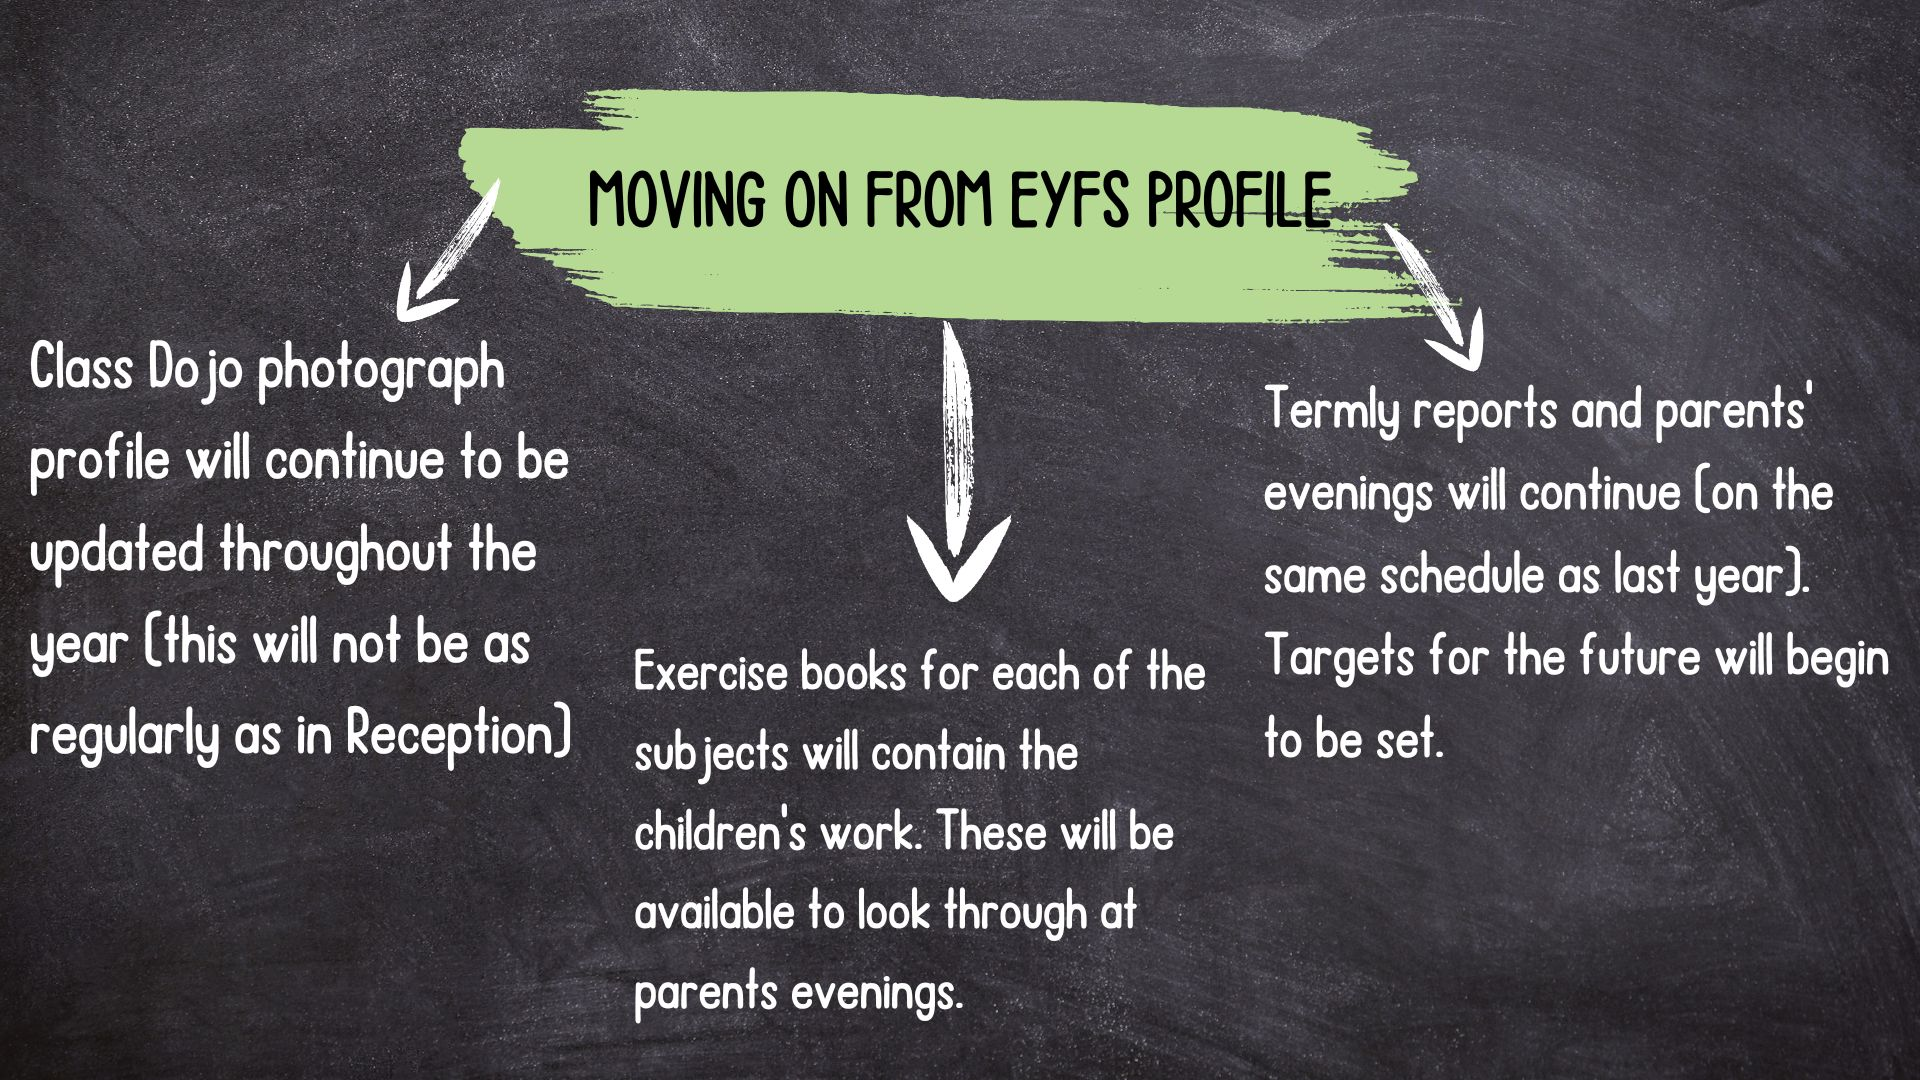 MOVING ON FROM EYFS PROFILE
Class Dojo photograph
profile will continue to be
updated throughout the
year (this will not be as
regularly as in Reception)
Exercise books for each of the
subjects will contain the
children's work. These will be
available to look through at
parents evenings.
Termly reports and parents'
evenings will continue (on the
same schedule as last year).
Targets for the future will begin
to be set.